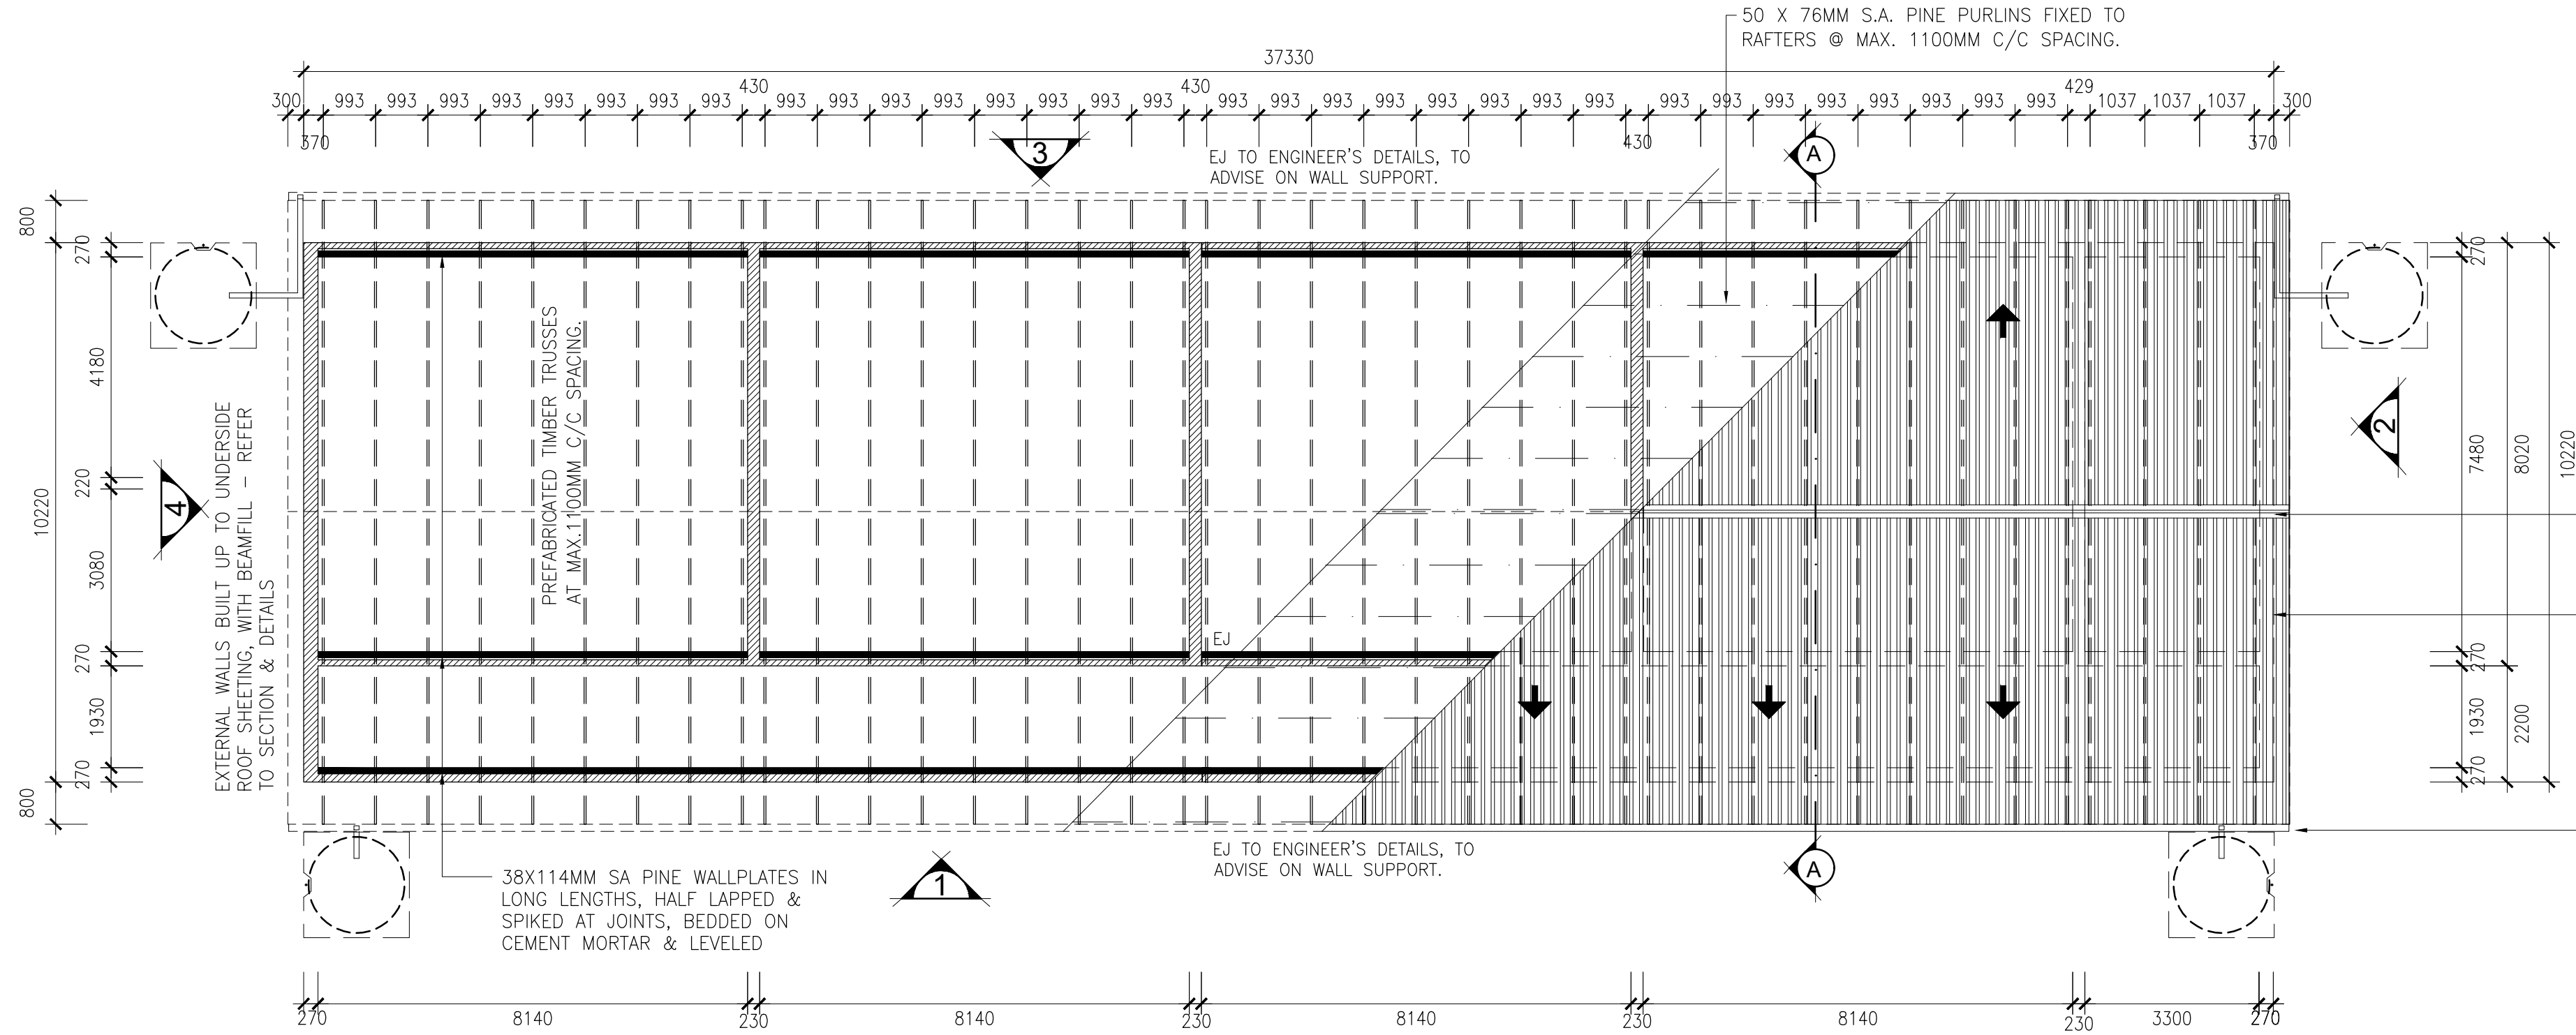 50 X 76MM S.A. PINE PURLINS FIXED TO
RAFTERS @ MAX. 1100MM C/C SPACING.
37330
430 430 429
300 993 993 993 993 993 993 993 993 993 993 993 993 993 993 993 993 993 993 993 993 993 993 993 993 993 993 993 993 993 993 993 993 1037 1037 1037 300
370 430 370
3
EJ TO ENGINEER'S DETAILS, TO
ADVISE ON WALL SUPPORT.
A
800
270
4180
220
3080
270
1930
270
800
10220
4
EXTERNAL WALLS BUILT UP TO UNDERSIDE
ROOF SHEETING, WITH BEAMFILL – REFER
TO SECTION & DETAILS
PREFABRICATED TIMBER TRUSSES
AT MAX.1100MM C/C SPACING.
EJ
2
270
7480
270
1930
270
8020
2200
10220
38X114MM SA PINE WALLPLATES IN
LONG LENGTHS, HALF LAPPED &
SPIKED AT JOINTS, BEDDED ON
CEMENT MORTAR & LEVELED
1
EJ TO ENGINEER'S DETAILS, TO
ADVISE ON WALL SUPPORT.
A
270 8140 230 8140 230 8140 230 8140 230 3300 270